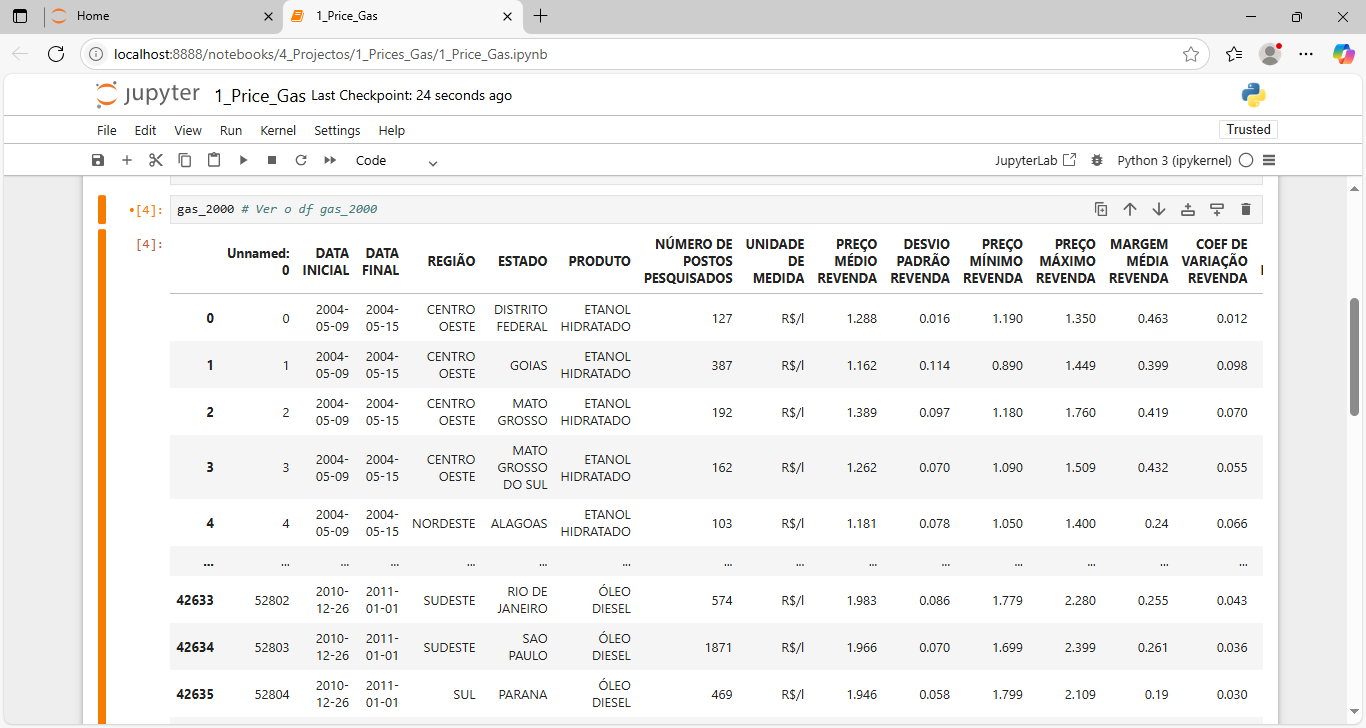 Home
1_Price_Gas
localhost:8888/notebooks/4_Projectos/1_Prices_Gas/1_Price_Gas.ipynb
jupyter 1_Price_Gas Last Checkpoint: 24 seconds ago
File Edit View Run Kernel Settings Help
Trusted
Code
JupyterLab
Python 3 (ipykernel)
•[4]: gas_2000 # Ver o df gas_2000
[4]:
Unnamed: 0 DATA INICIAL DATA FINAL REGIÃO ESTADO PRODUTO NÚMERO DE POSTOS PESQUISADOS UNIDADE DE MEDIDA PREÇO MÉDIO REVENDA DESVIO PADRÃO REVENDA PREÇO MÍNIMO REVENDA PREÇO MÁXIMO REVENDA MARGEM MÉDIA REVENDA COEF DE VARIAÇÃO REVENDA
0 0 2004-05-09 2004-05-15 CENTRO OESTE DISTRITO FEDERAL ETANOL HIDRATADO 127 R$/l 1.288 0.016 1.190 1.350 0.463 0.012
1 1 2004-05-09 2004-05-15 CENTRO OESTE GOIAS ETANOL HIDRATADO 387 R$/l 1.162 0.114 0.890 1.449 0.399 0.098
2 2 2004-05-09 2004-05-15 CENTRO OESTE MATO GROSSO ETANOL HIDRATADO 192 R$/l 1.389 0.097 1.180 1.760 0.419 0.070
3 3 2004-05-09 2004-05-15 CENTRO OESTE MATO GROSSO DO SUL ETANOL HIDRATADO 162 R$/l 1.262 0.070 1.090 1.509 0.432 0.055
4 4 2004-05-09 2004-05-15 NORDESTE ALAGOAS ETANOL HIDRATADO 103 R$/l 1.181 0.078 1.050 1.400 0.24 0.066
... ... ... ... ... ... ... ... ... ... ... ... ... ... ...
42633 52802 2010-12-26 2011-01-01 SUDESTE RIO DE JANEIRO ÓLEO DIESEL 574 R$/l 1.983 0.086 1.779 2.280 0.255 0.043
42634 52803 2010-12-26 2011-01-01 SUDESTE SAO PAULO ÓLEO DIESEL 1871 R$/l 1.966 0.070 1.699 2.399 0.261 0.036
42635 52804 2010-12-26 2011-01-01 SUL PARANA ÓLEO DIESEL 469 R$/l 1.946 0.058 1.799 2.109 0.19 0.030